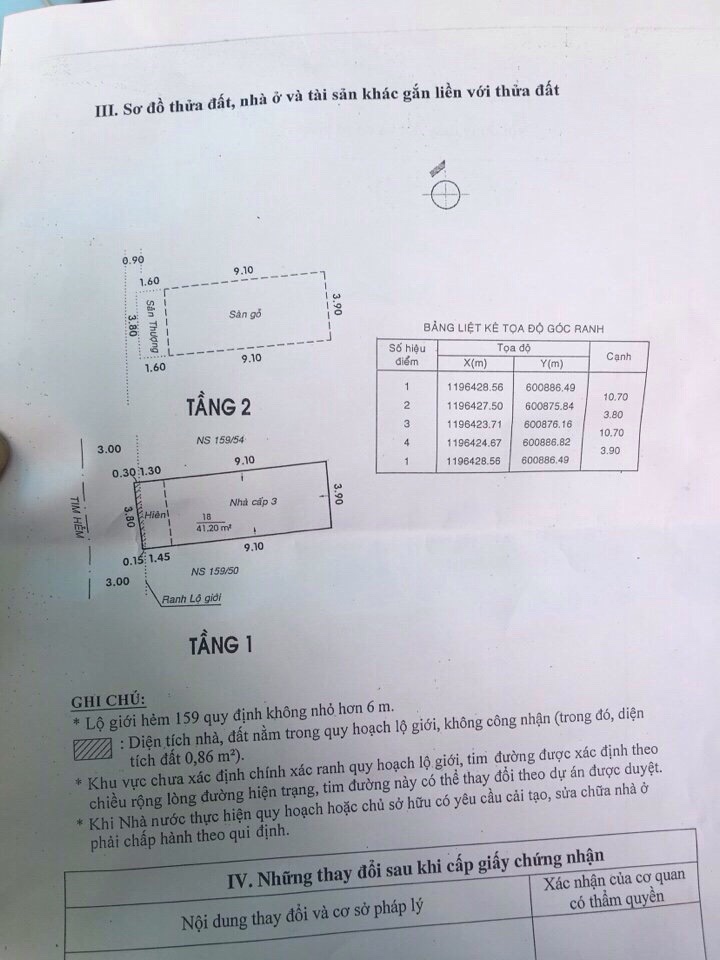 III. Sơ đồ thửa đất, nhà ở và tài sản khác gắn liền với thửa đất
0.90
1.60
9.10
Sân Thượng
3.80
Sàn gỗ
3.90
1.60
9.10
TẦNG 2
BẢNG LIỆT KÊ TỌA ĐỘ GÓC RANH
Số hiệu điểm
Tọa độ
Cạnh
X(m)
Y(m)
1 1196428.56 600886.49
10.70
2 1196427.50 600875.84
3.80
3 1196423.71 600876.16
10.70
4 1196424.67 600886.82
3.90
1 1196428.56 600886.49
3.00
NS 159/54
0.30 1.30
9.10
TIM HẺM
3.80
Hiên
Nhà cấp 3
18
41.20 m²
3.90
0.15 1.45
9.10
3.00
NS 159/50
Ranh Lộ giới
TẦNG 1
GHI CHÚ:
* Lộ giới hẻm 159 quy định không nhỏ hơn 6 m.
: Diện tích nhà, đất nằm trong quy hoạch lộ giới, không công nhận (trong đó, diện
tích đất 0,86 m²).
* Khu vực chưa xác định chính xác ranh quy hoạch lộ giới, tim đường được xác định theo
chiều rộng lòng đường hiện trạng, tim đường này có thể thay đổi theo dự án được duyệt.
* Khi Nhà nước thực hiện quy hoạch hoặc chủ sở hữu có yêu cầu cải tạo, sửa chữa nhà ở
phải chấp hành theo qui định.
IV. Những thay đổi sau khi cấp giấy chứng nhận
Nội dung thay đổi và cơ sở pháp lý
Xác nhận của cơ quan
có thẩm quyền